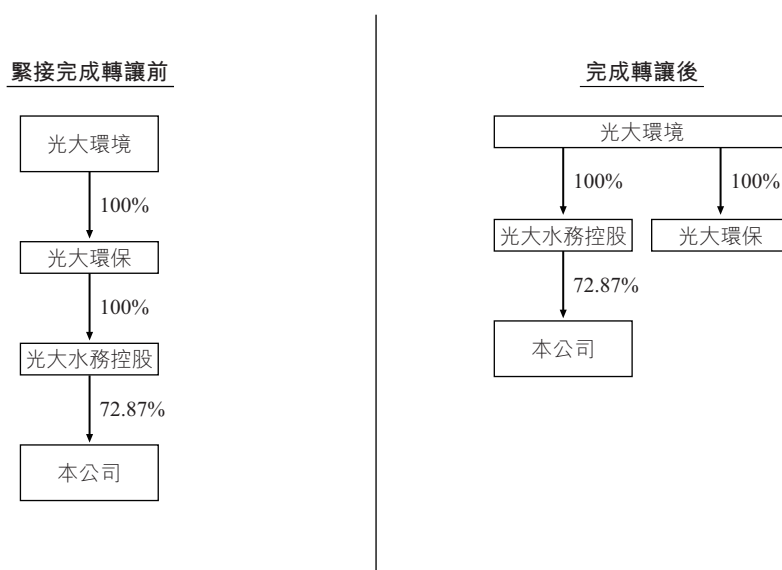 緊接完成轉讓前
光大環境
100%
光大環保
100%
光大水務控股
72.87%
本公司
完成轉讓後
光大環境
100%
100%
光大水務控股
光大環保
72.87%
本公司